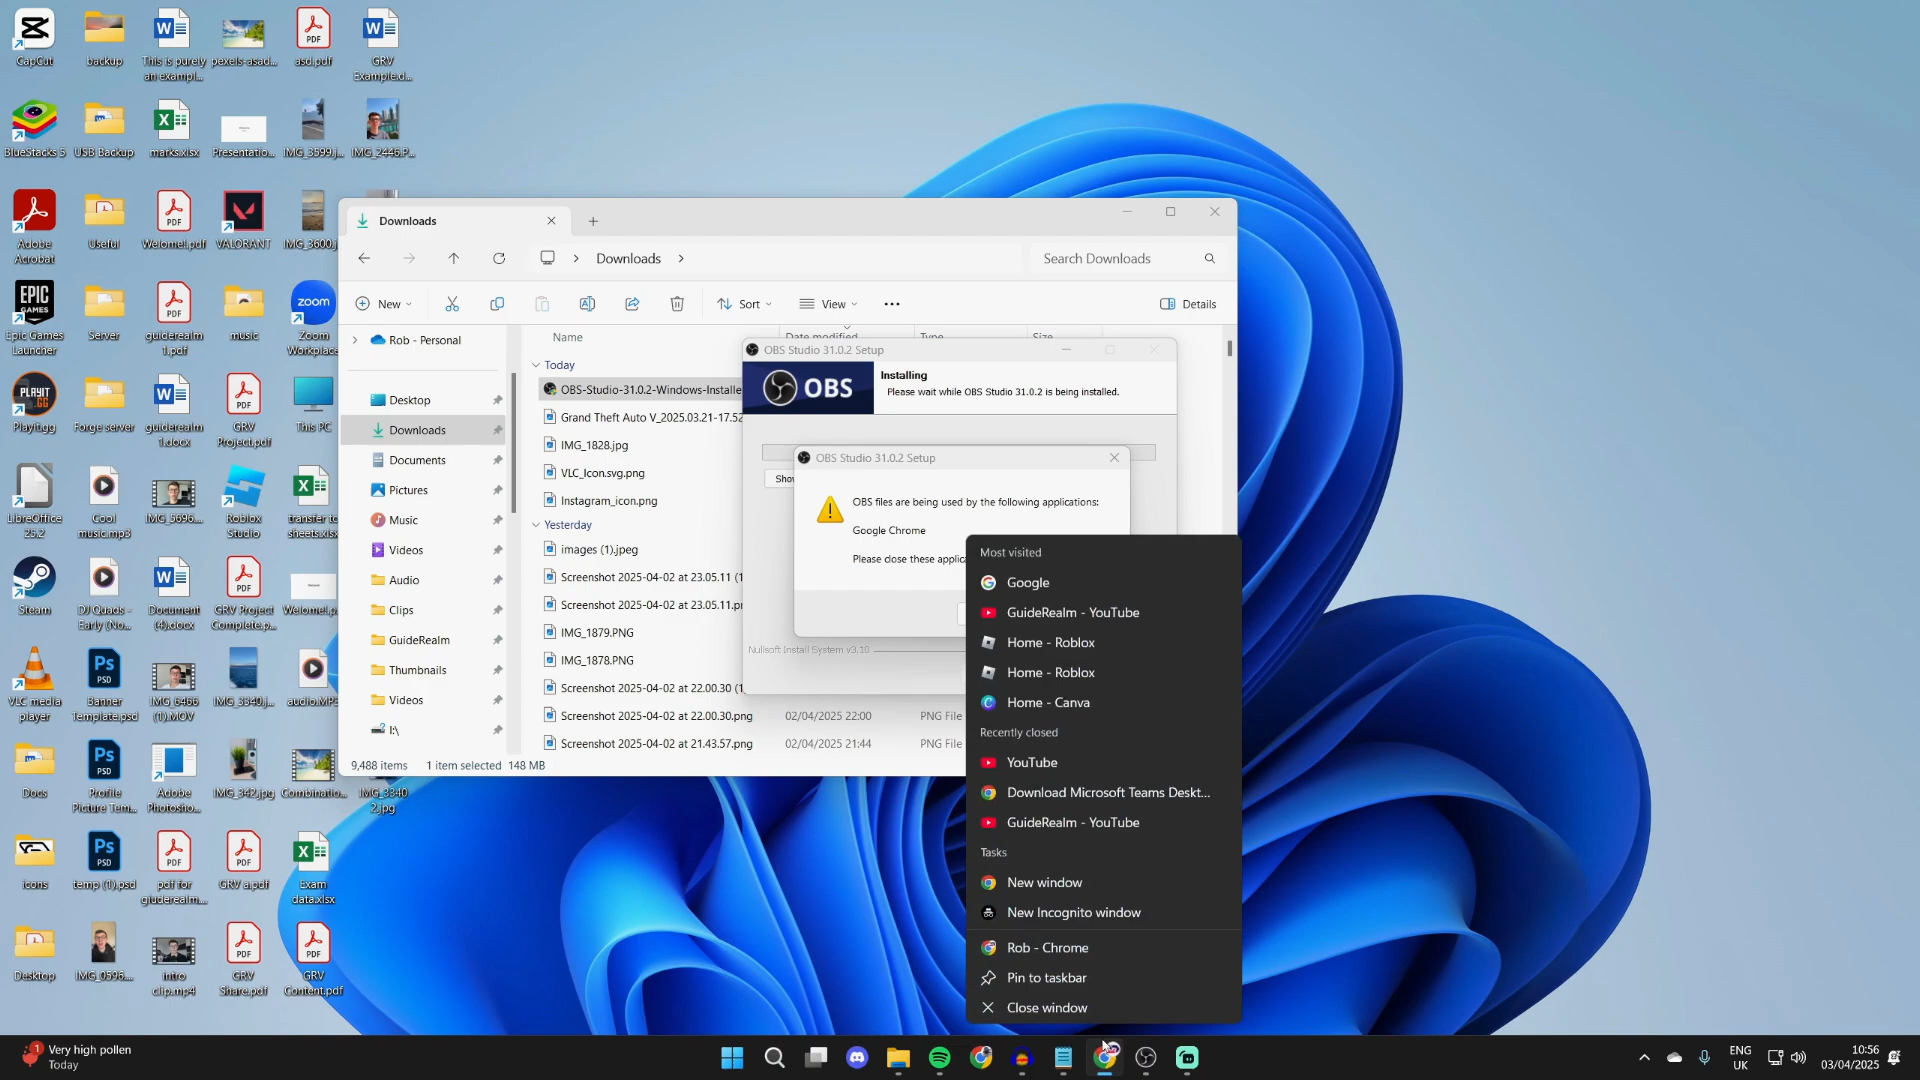 CapCut
backup
This is purely
an exampl...
pexels-asad...
asd.pdf
GRV
Example.d...
BlueStacks 5
USB Backup
marks.xlsx
Presentatio...
IMG_3599.j...
IMG_2446.P...
Adobe
Acrobat
Useful
Welome!.pdf
VALORANT
IMG_3600.j
Epic Games
Launcher
Server
guiderealm
1.pdf
music
zoom
Zoom
Workplace
PLAYIT
.GG
Playit.gg
Forge server
guiderealm
1.docx
GRV
Project.pdf
This PC
LibreOffice
25.2
Cool
music.mp3
IMG_5696...
Roblox
Studio
transfer to
sheets.xlsx
Steam
DJ Quads -
Early (No...
Document
(4).docx
GRV Project
Complete.p...
Welome!.p
VLC media
player
Banner
Template.psd
IMG_6466
(1).MOV
IMG_3340.j...
audio.MP3
Docs
Profile
Picture Tem...
Adobe
Photosho...
IMG_342.jpg
Combinatio...
IMG_3340
2.jpg
icons
temp (1).psd
pdf for
giuderealm...
GRV a.pdf
Exam
data.xlsx
Desktop
IMG_0596...
intro
clip.mp4
GRV
Share.pdf
GRV
Content.pdf
Downloads
Downloads
Search Downloads
New
Sort
View
Details
Rob - Personal
Desktop
Downloads
Documents
Pictures
Music
Videos
Audio
Clips
GuideRealm
Thumbnails
Videos
I:\
Name
Date modified
Type
Size
Today
OBS-Studio-31.0.2-Windows-Installe
Grand Theft Auto V_2025.03.21-17.52
IMG_1828.jpg
VLC_Icon.svg.png
Instagram_icon.png
Yesterday
images (1).jpeg
Screenshot 2025-04-02 at 23.05.11 (1
Screenshot 2025-04-02 at 23.05.11.pr
IMG_1879.PNG
IMG_1878.PNG
Screenshot 2025-04-02 at 22.00.30 (1
Screenshot 2025-04-02 at 22.00.30.png 02/04/2025 22:00 PNG File
Screenshot 2025-04-02 at 21.43.57.png 02/04/2025 21:44 PNG File
9,488 items 1 item selected 148 MB
OBS Studio 31.0.2 Setup
OBS
Installing
Please wait while OBS Studio 31.0.2 is being installed.
Show
Nullsoft Install System v3.10
OBS Studio 31.0.2 Setup
OBS files are being used by the following applications:
Google Chrome
Please close these applica
Most visited
Google
GuideRealm - YouTube
Home - Roblox
Home - Roblox
Home - Canva
Recently closed
YouTube
Download Microsoft Teams Deskt...
GuideRealm - YouTube
Tasks
New window
New Incognito window
Rob - Chrome
Pin to taskbar
Close window
1
Very high pollen
Today
ENG
UK
10:56
03/04/2025